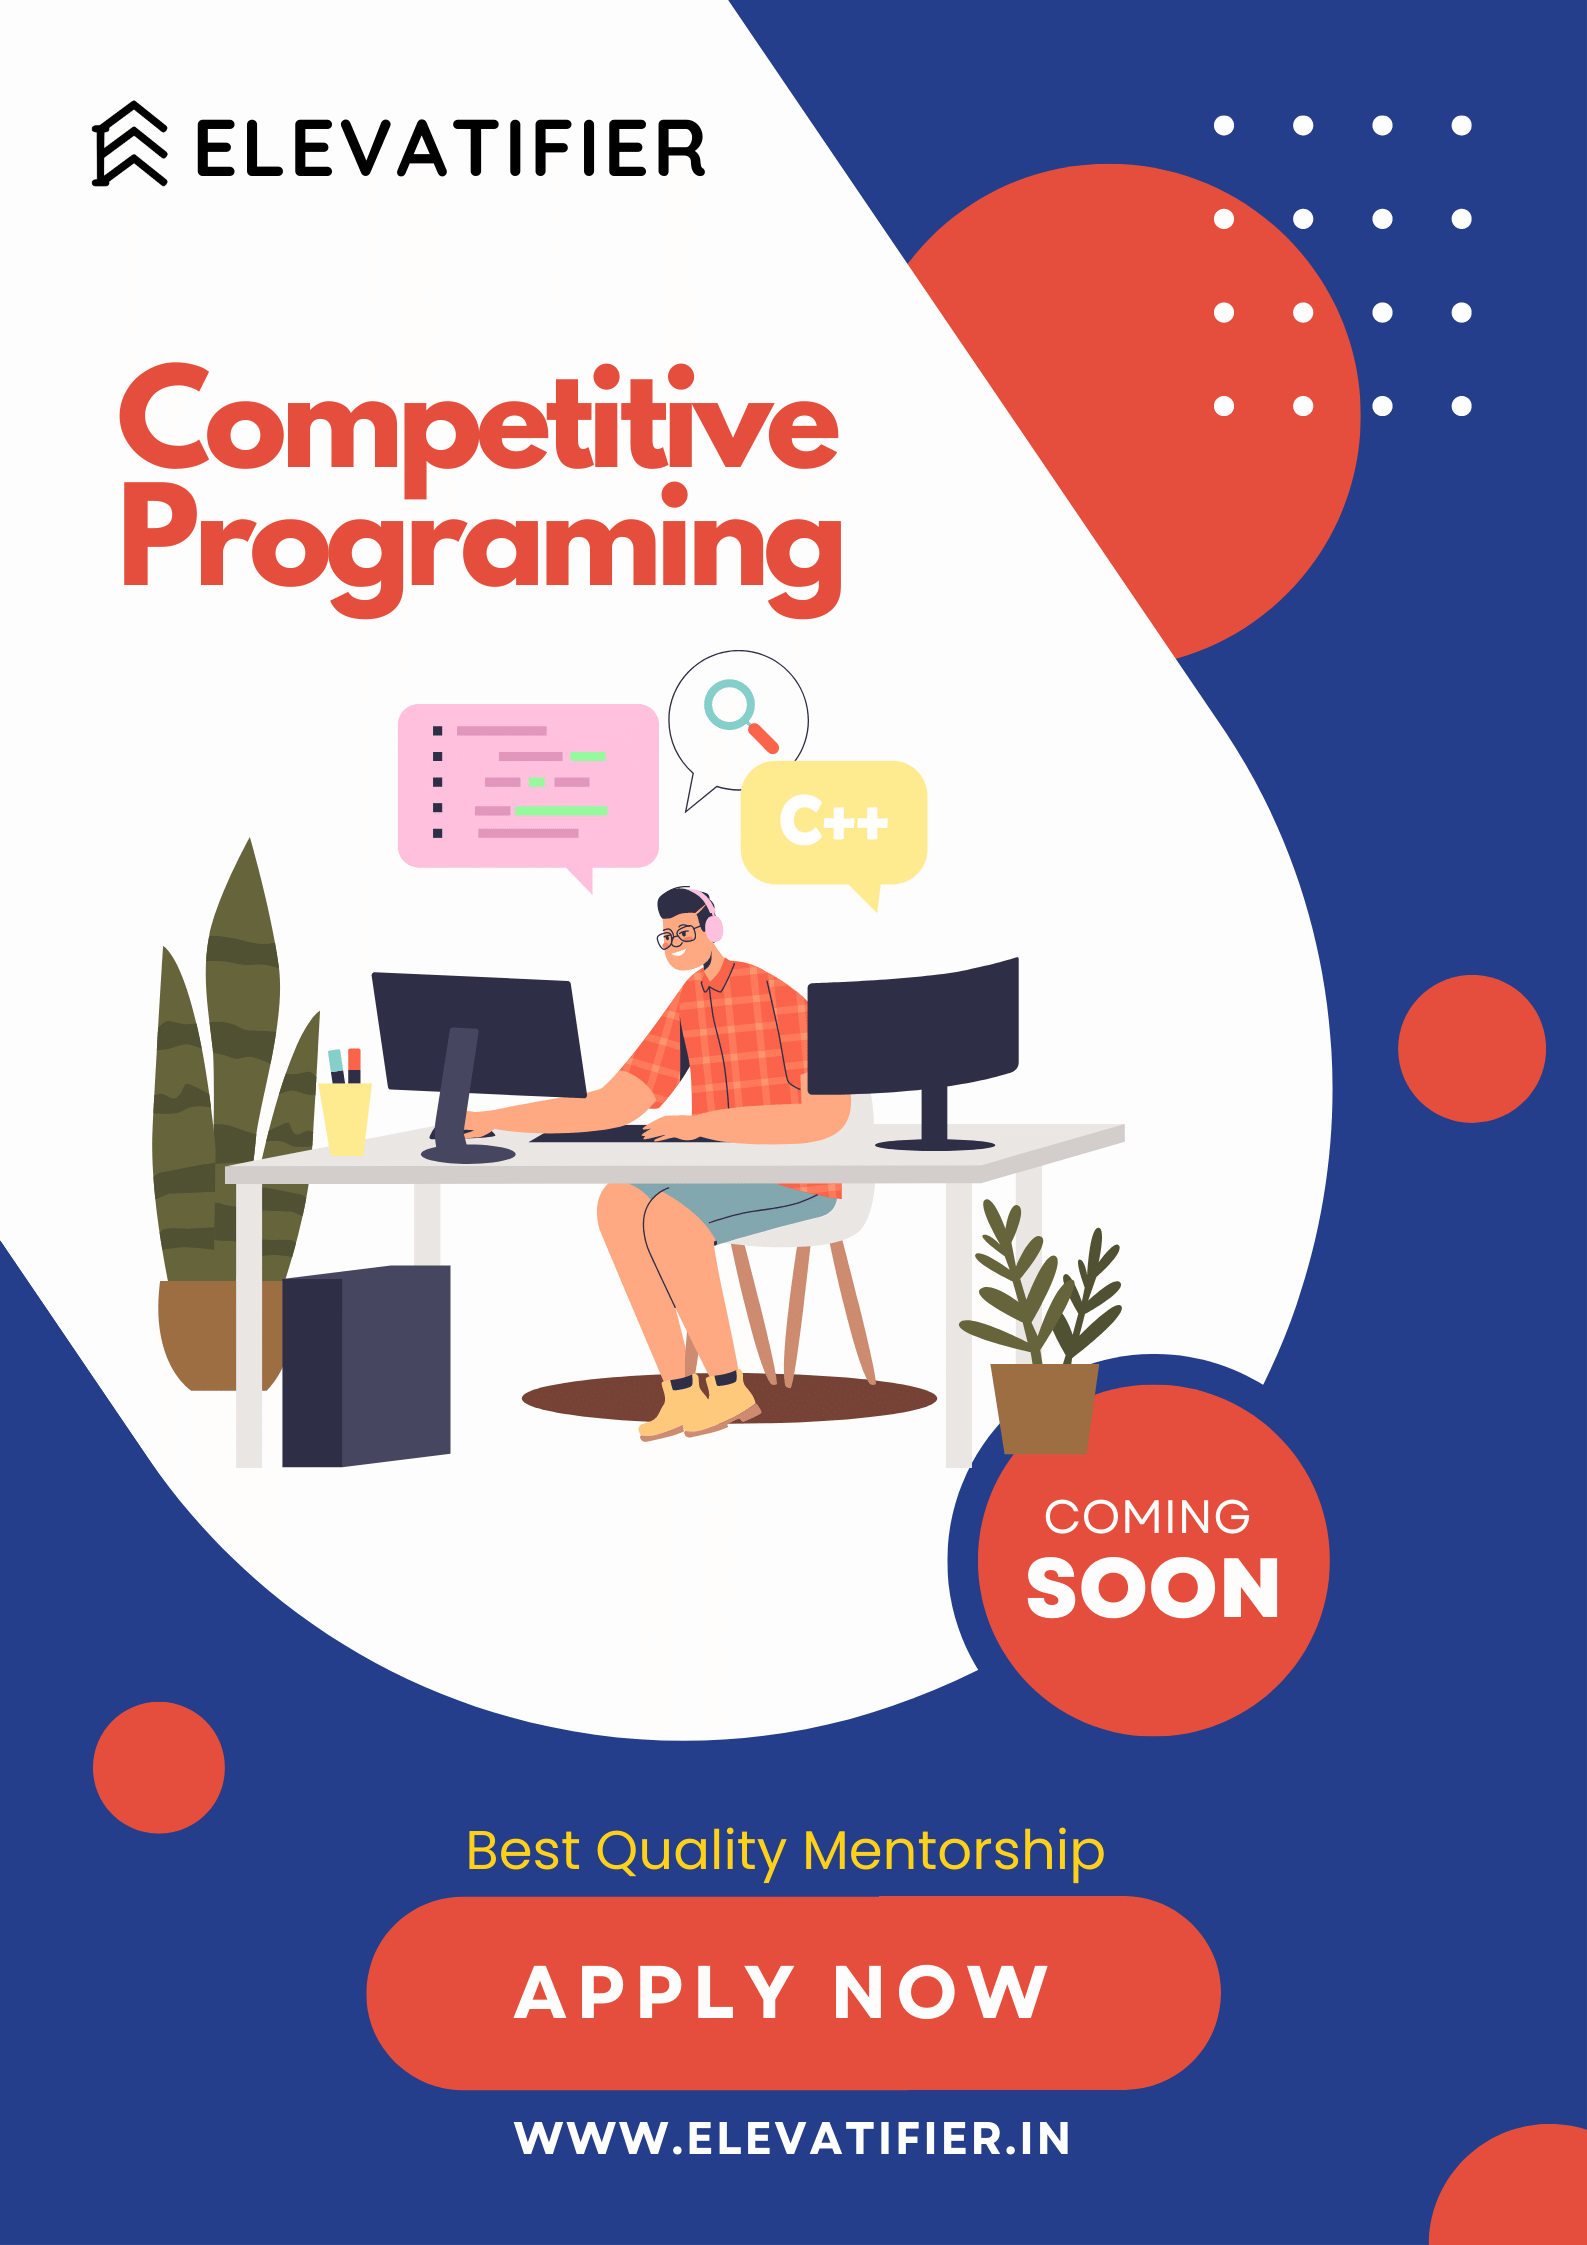 ELEVATIFIER
Competitive
Programing
C++
COMING
SOON
Best Quality Mentorship
APPLY NOW
WWW.ELEVATIFIER.IN